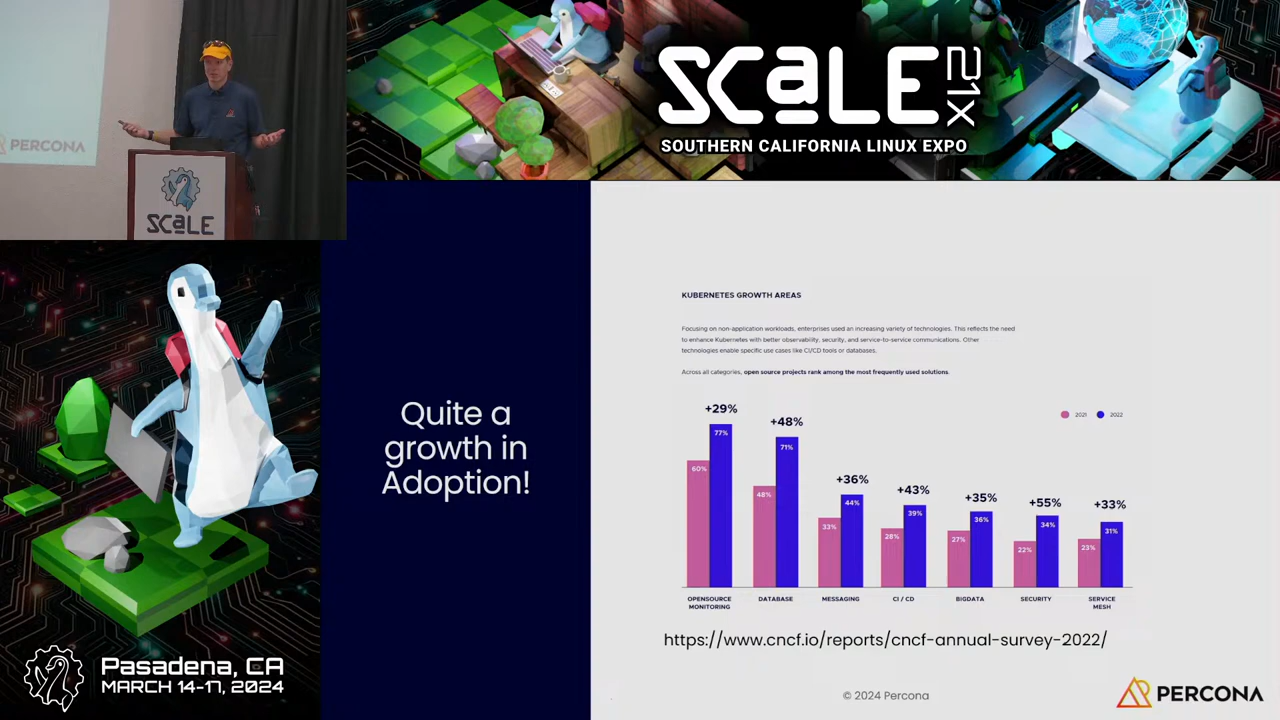 PERCONA
SCALE
SCaLE 21X
SOUTHERN CALIFORNIA LINUX EXPO
Quite a
growth in
Adoption!
KUBERNETES GROWTH AREAS
Focusing on non-application workloads, enterprises used an increasing variety of technologies. This reflects the need
to enhance Kubernetes with better observability, security, and service-to-service communications. Other
technologies enable specific use cases like CI/CD tools or databases.
Across all categories, open source projects rank among the most frequently used solutions.
2021 2022
+29% +48% +36% +43% +35% +55% +33%
60% 77% 48% 71% 33% 44% 28% 39% 27% 36% 22% 34% 23% 31%
OPENSOURCE
MONITORING
DATABASE
MESSAGING
CI / CD
BIGDATA
SECURITY
SERVICE
MESH
https://www.cncf.io/reports/cncf-annual-survey-2022/
© 2024 Percona
PERCONA
Pasadena, CA
MARCH 14-17, 2024